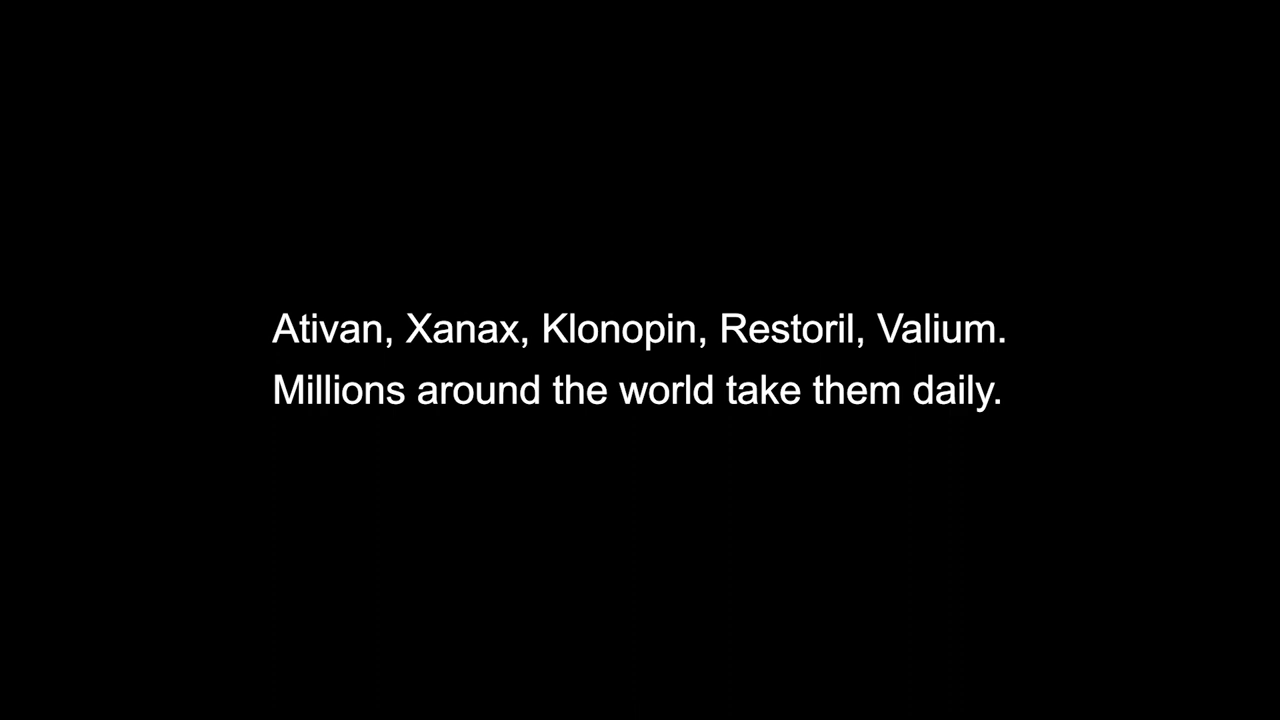 Ativan, Xanax, Klonopin, Restoril, Valium.
Millions around the world take them daily.